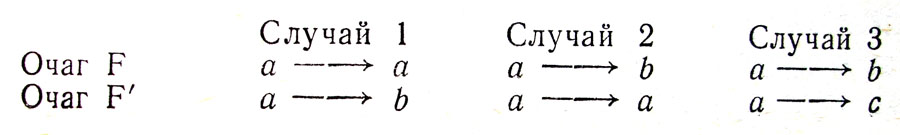 Случай 1 Случай 2 Случай 3
Очаг F a ⟶ a a ⟶ b a ⟶ b
Очаг F′ a ⟶ b a ⟶ a a ⟶ c